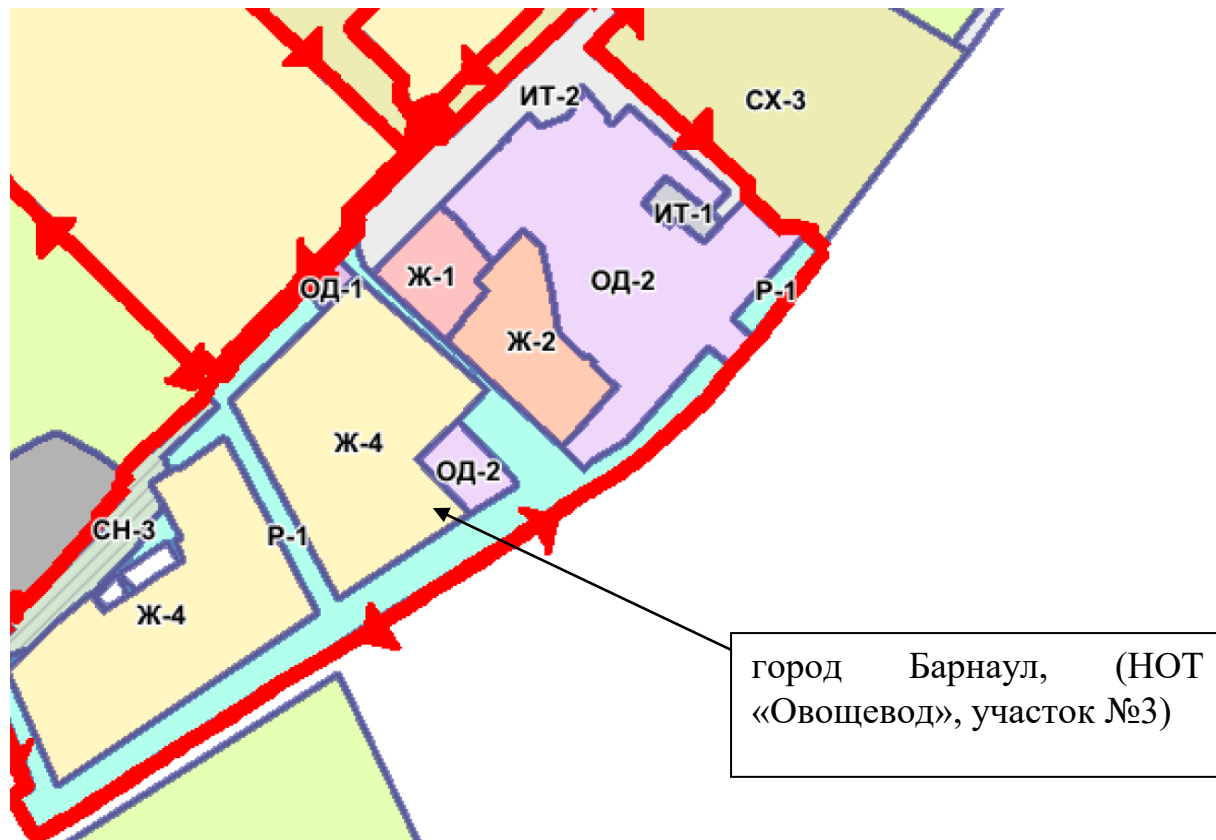 ИТ-2
СХ-3
ИТ-1
Ж-1
ОД-2
ОД-1
Р-1
Ж-2
Ж-4
ОД-2
СН-3
Р-1
Ж-4
город Барнаул, (НОТ
«Овощевод», участок №3)